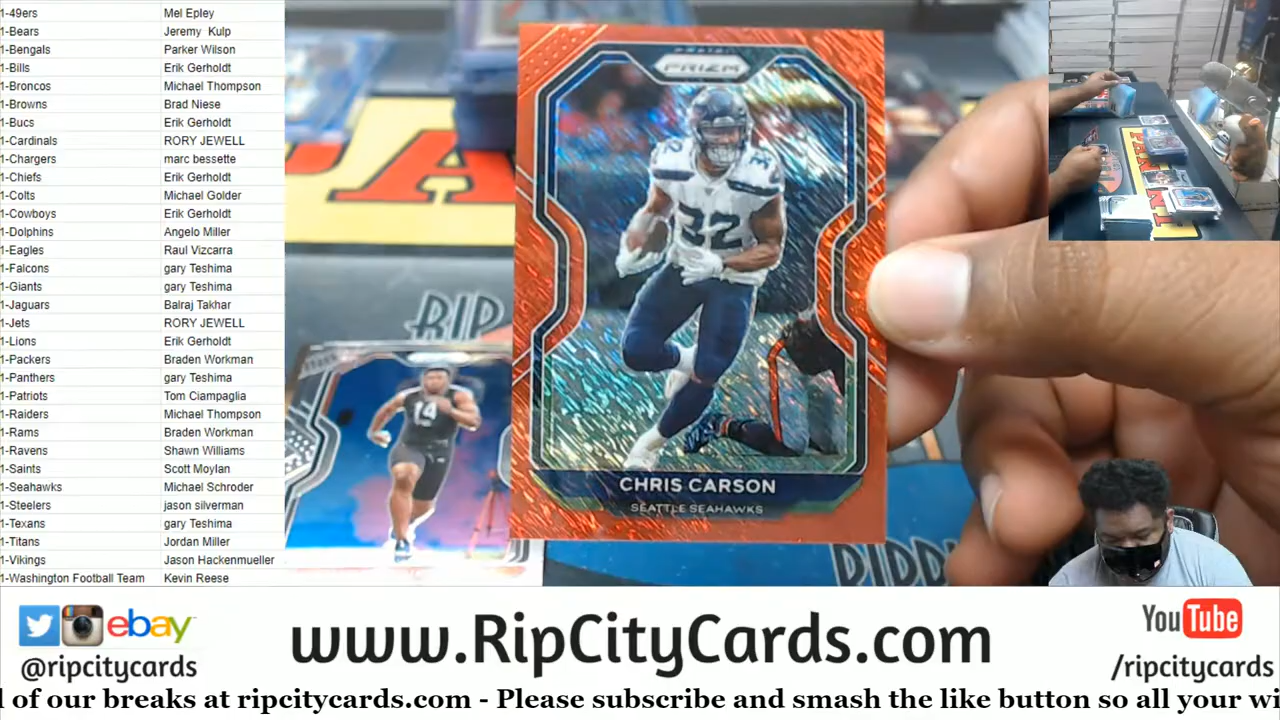 1-49ers Mel Epley
1-Bears Jeremy Kulp
1-Bengals Parker Wilson
1-Bills Erik Gerholdt
1-Broncos Michael Thompson
1-Browns Brad Niese
1-Bucs Erik Gerholdt
1-Cardinals RORY JEWELL
1-Chargers marc bessette
1-Chiefs Erik Gerholdt
1-Colts Michael Golder
1-Cowboys Erik Gerholdt
1-Dolphins Angelo Miller
1-Eagles Raul Vizcarra
1-Falcons gary Teshima
1-Giants gary Teshima
1-Jaguars Balraj Takhar
1-Jets RORY JEWELL
1-Lions Erik Gerholdt
1-Packers Braden Workman
1-Panthers gary Teshima
1-Patriots Tom Ciampaglia
1-Raiders Michael Thompson
1-Rams Braden Workman
1-Ravens Shawn Williams
1-Saints Scott Moylan
1-Seahawks Michael Schroder
1-Steelers jason silverman
1-Texans gary Teshima
1-Titans Jordan Miller
1-Vikings Jason Hackenmueller
1-Washington Football Team Kevin Reese
PRIZM
32
32
CHRIS CARSON
SEATTLE SEAHAWKS
RIP
14
ebay
@ripcitycards
www.RipCityCards.com
YouTube
/ripcitycards
l of our breaks at ripcitycards.com - Please subscribe and smash the like button so all your wi